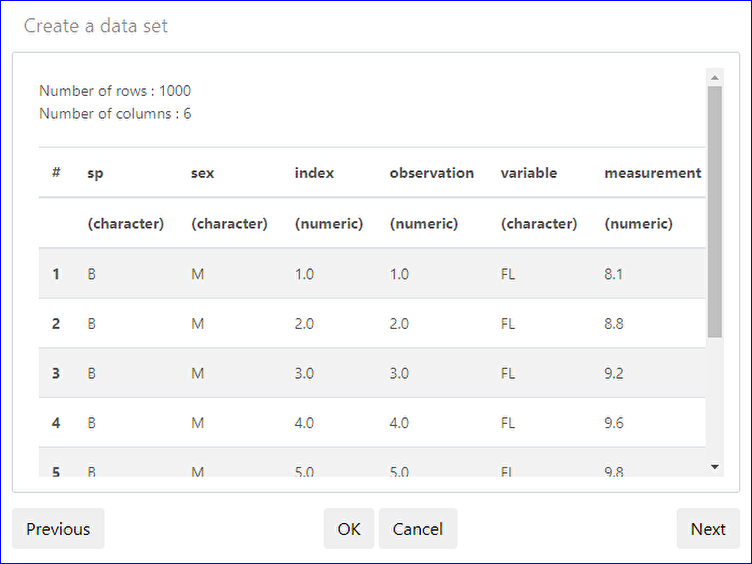 Create a data set
Number of rows : 1000
Number of columns : 6
# sp sex index observation variable measurement
(character) (character) (numeric) (numeric) (character) (numeric)
1 B M 1.0 1.0 FL 8.1
2 B M 2.0 2.0 FL 8.8
3 B M 3.0 3.0 FL 9.2
4 B M 4.0 4.0 FL 9.6
5 B M 5.0 5.0 FL 9.8
Previous OK Cancel Next